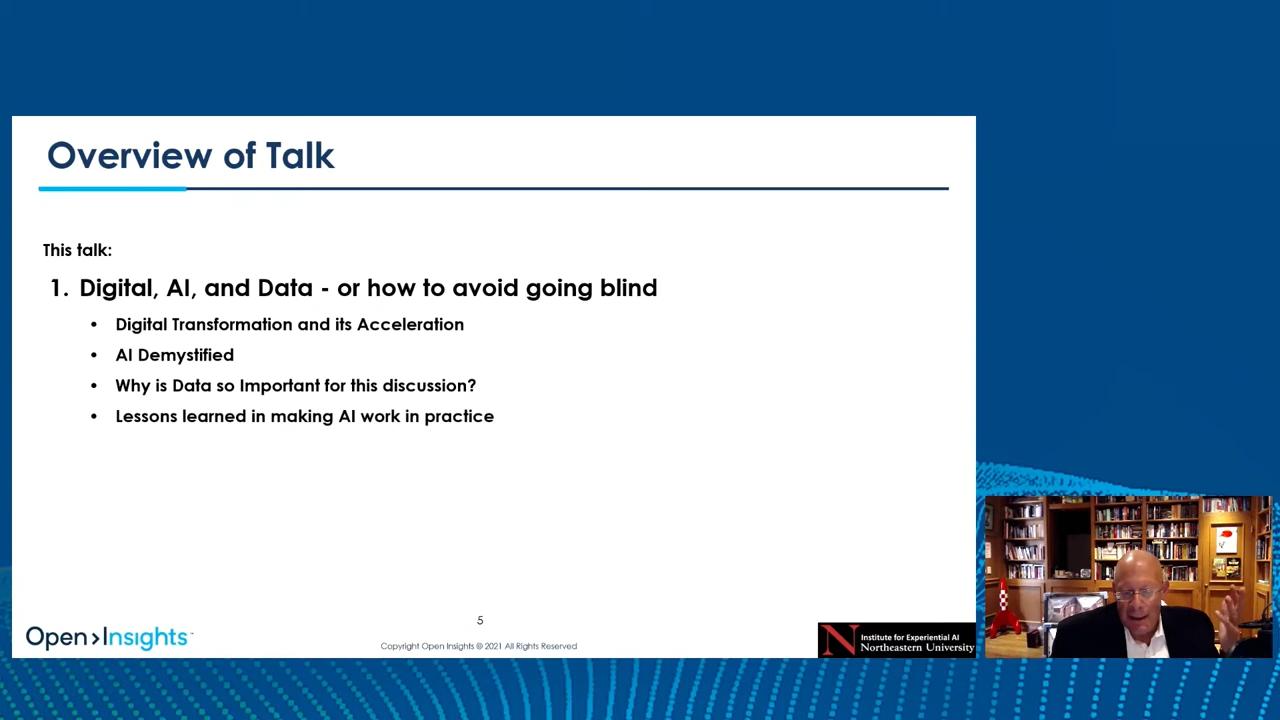 Overview of Talk
This talk:
1. Digital, AI, and Data - or how to avoid going blind
• Digital Transformation and its Acceleration
• AI Demystified
• Why is Data so Important for this discussion?
• Lessons learned in making AI work in practice
5
Open>Insights
Copyright Open Insights © 2021 All Rights Reserved
N Institute for Experiential AI
Northeastern University